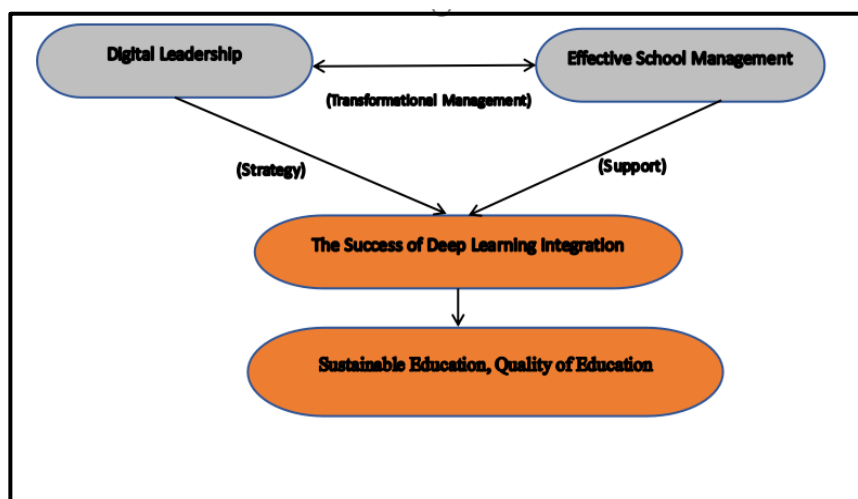 Digital Leadership
Effective School Management
(Transformational Management)
(Strategy)
(Support)
The Success of Deep Learning Integration
Sustainable Education, Quality of Education